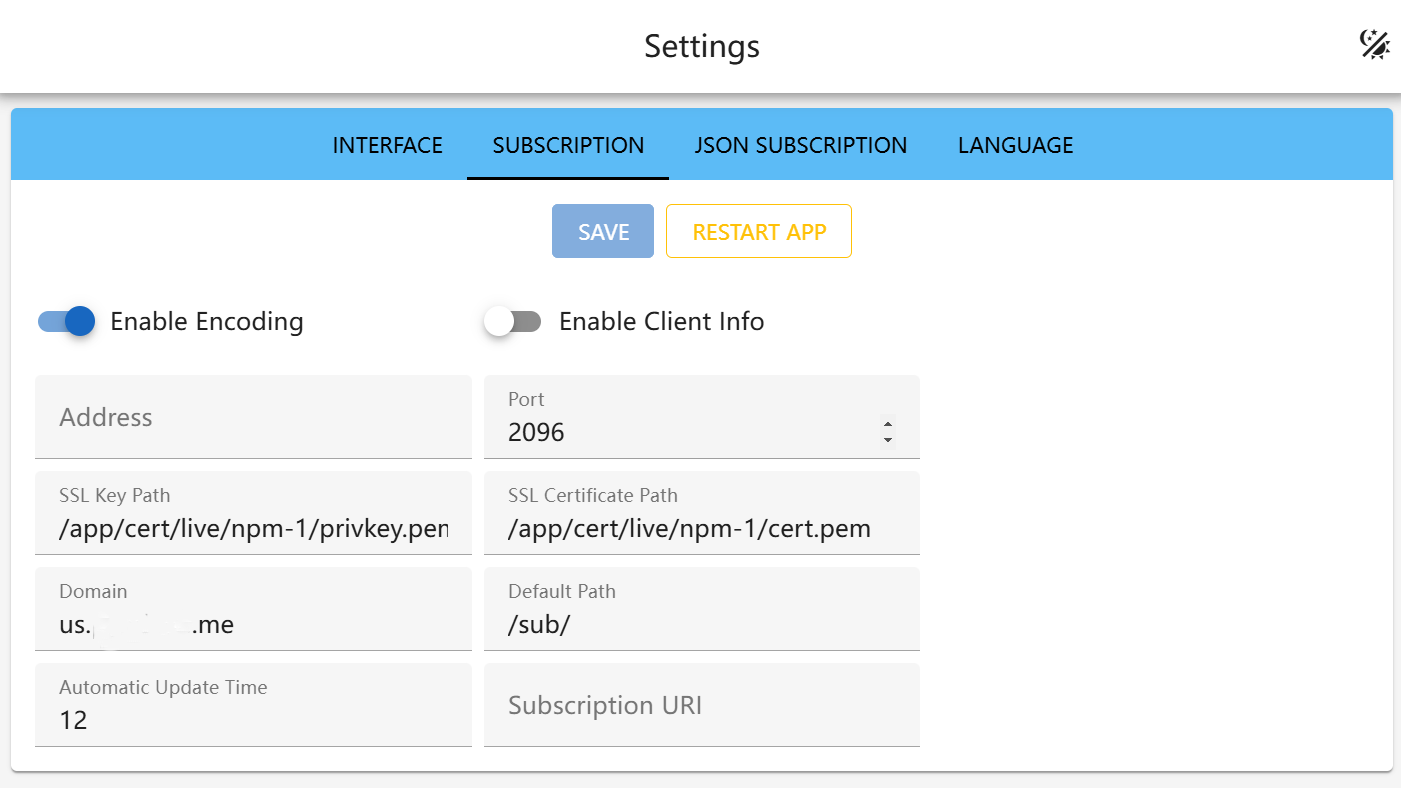 Settings
INTERFACE SUBSCRIPTION JSON SUBSCRIPTION LANGUAGE
SAVE RESTART APP
Enable Encoding Enable Client Info
Address
Port
2096
SSL Key Path
/app/cert/live/npm-1/privkey.pem
SSL Certificate Path
/app/cert/live/npm-1/cert.pem
Domain
us. .me
Default Path
/sub/
Automatic Update Time
12
Subscription URI